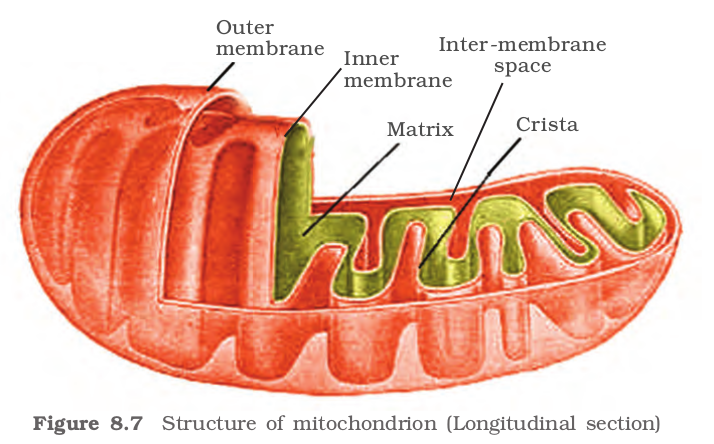 Outer
membrane
Inner
membrane
Inter-membrane
space
Matrix
Crista
Figure 8.7 Structure of mitochondrion (Longitudinal section)